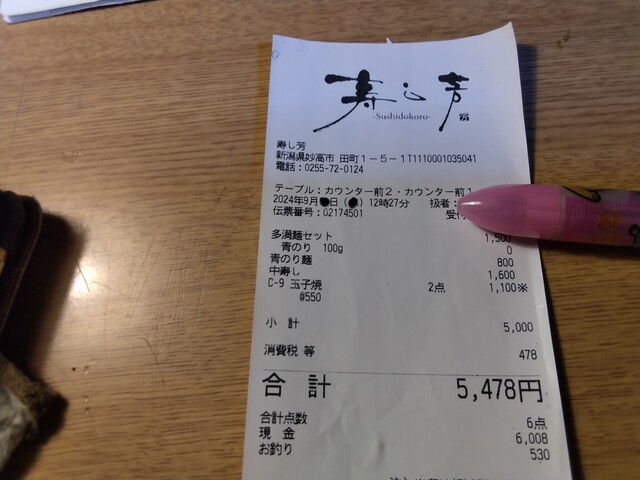 寿し芳
-Sushidokoro-
寿し芳
新潟県妙高市 田町1-5-1T1110001035041
電話:0255-72-0124
テーブル:カウンター前2・カウンター前1
2024年9月 日( ) 12時27分 扱者:
伝票番号:02174501 受付
多満麺セット 1,500
青のり 100g 0
青のり麺 800
中寿し 1,600
C-9 玉子焼 2点 1,100※
@550
小 計 5,000
消費税 等 478
合 計 5,478円
合計点数 6点
現 金 6,008
お釣り 530